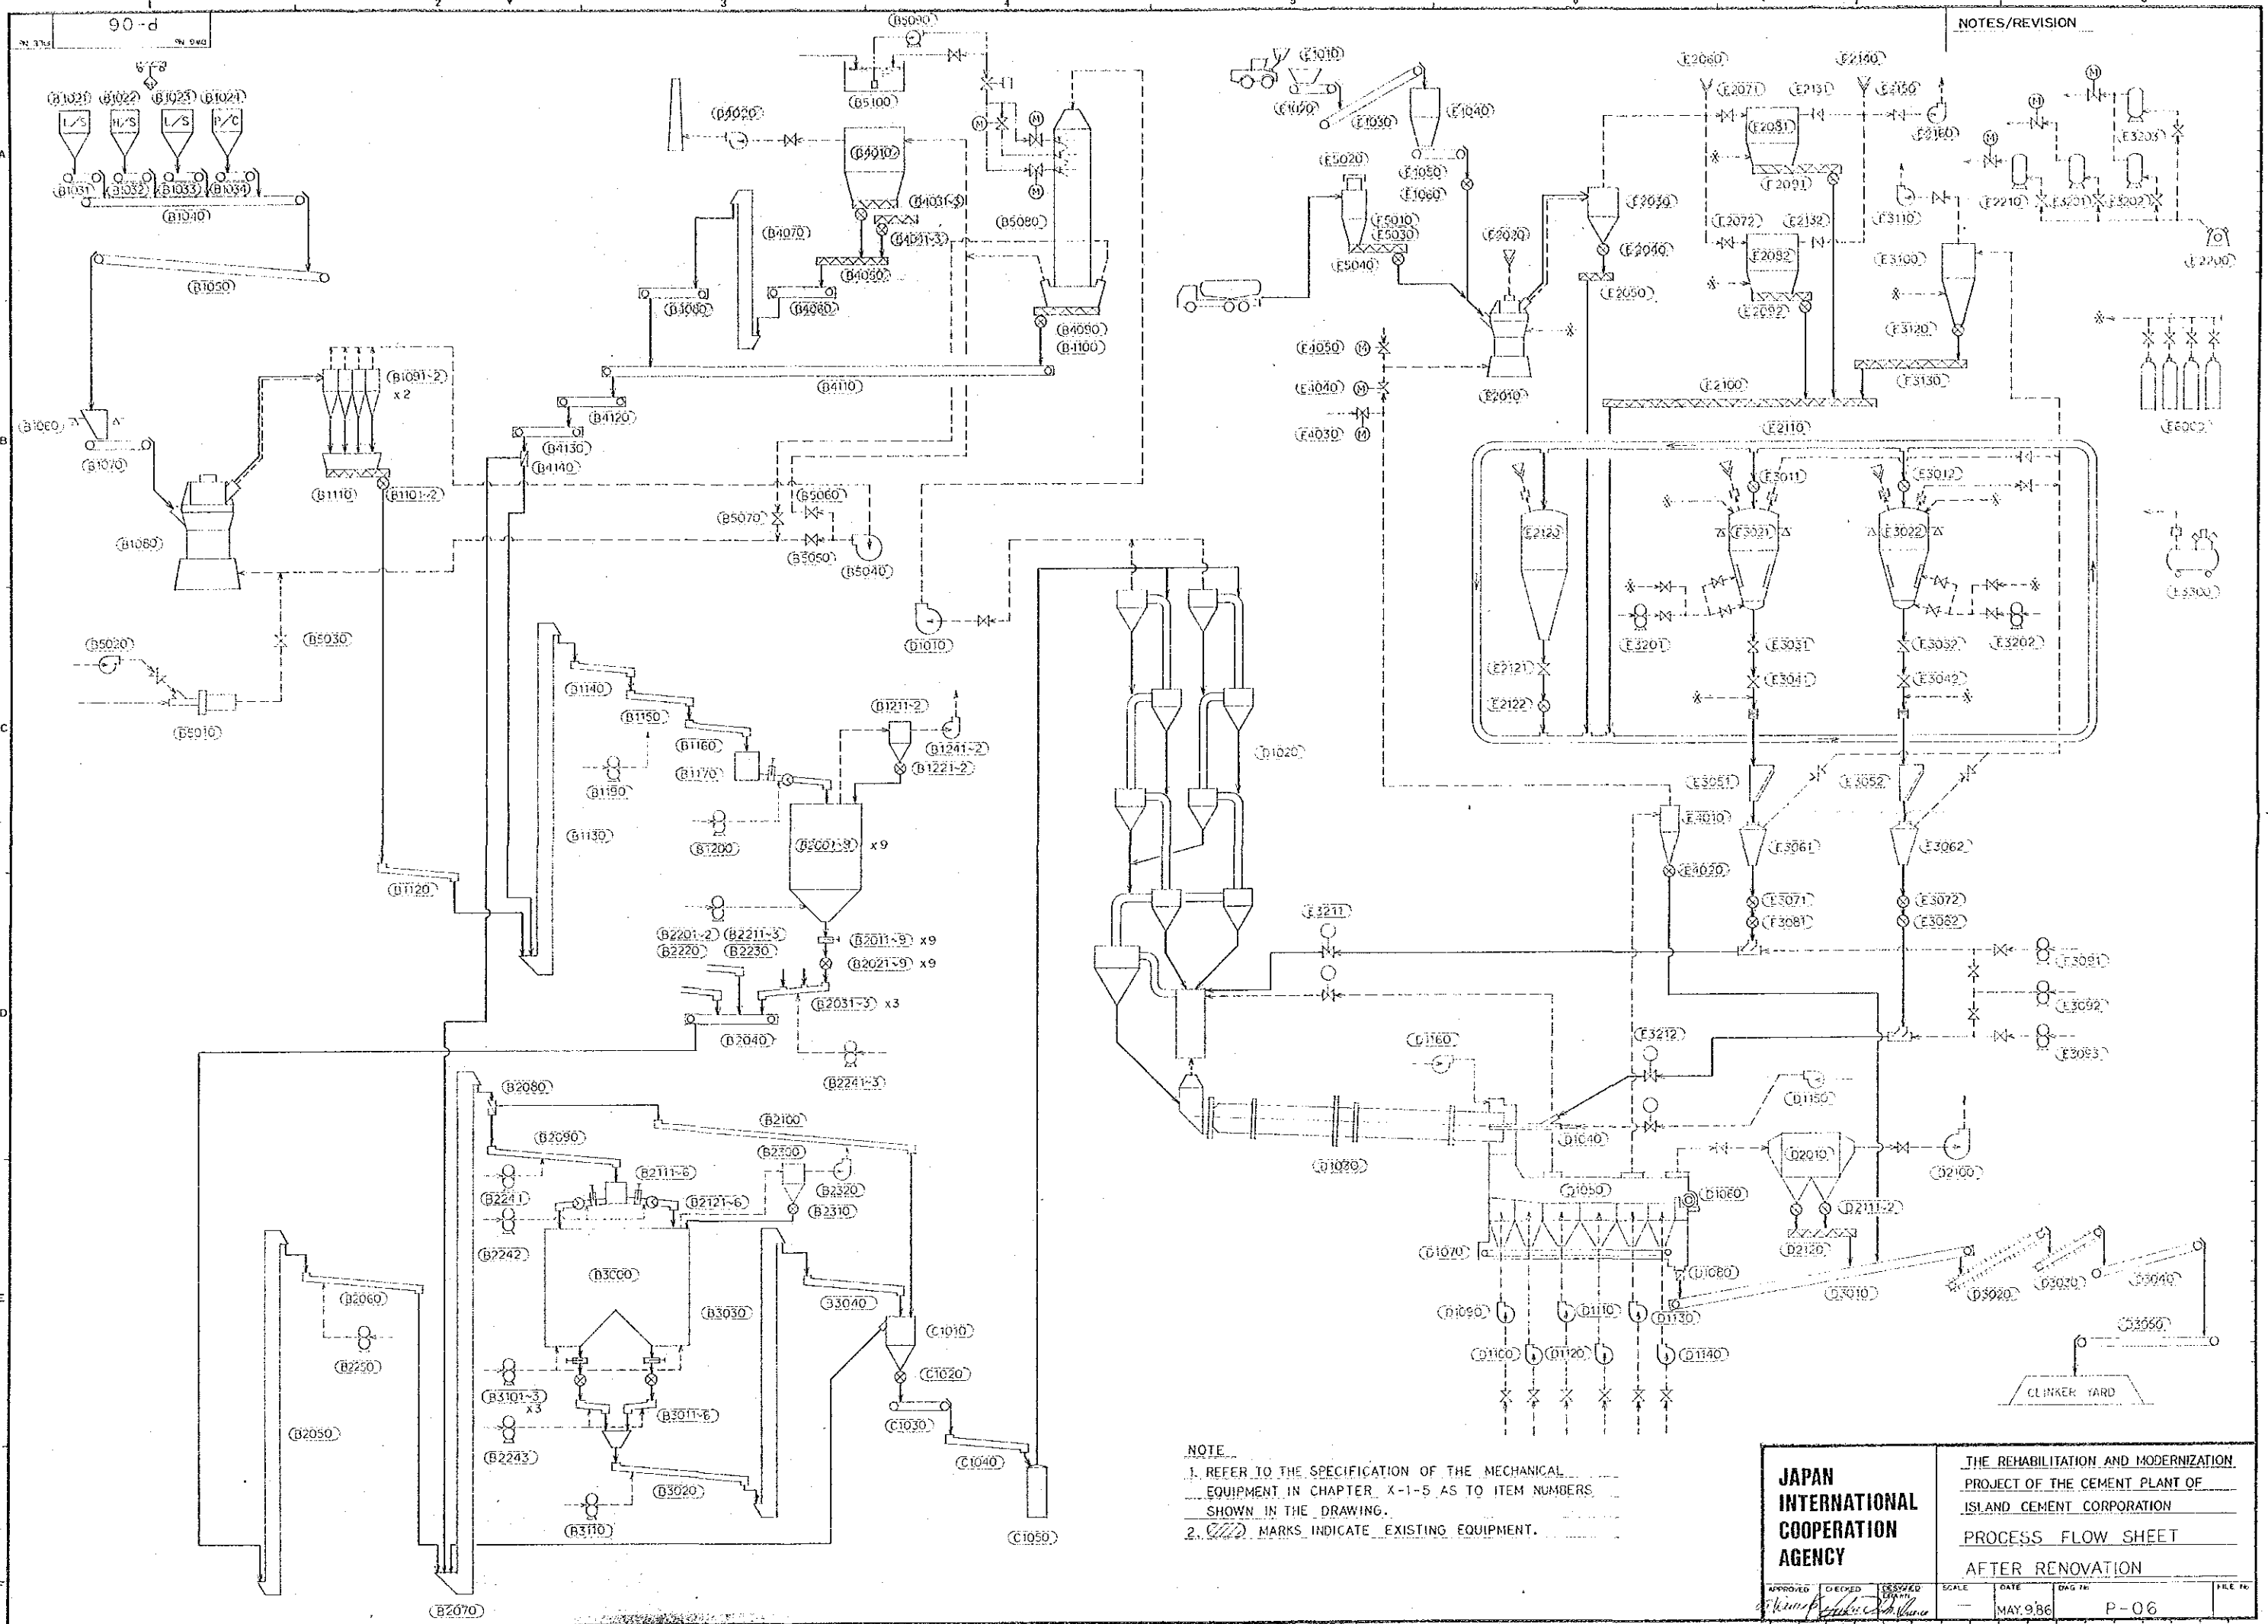 P-06
DWG No
FILE No
NOTES/REVISION
B1021
B1022
B1023
B1024
L/S
H/S
L/S
P/C
B1031
B1032
B1033
B1034
B1040
B1050
B1060
B1070
B1080
B1091~2
x2
B1110
B1101~2
B5020
B5030
B5010
B1120
B5090
B5100
B4020
B4010
B4031~3
B4041~3
B4050
B4060
B4070
B4080
B5080
B4090
B4100
B4110
B4120
B4130
B4140
B5060
B5070
B5050
B5040
D1010
B1140
B1150
B1160
B1170
B1190
B1130
B1200
B1211~2
B1241~2
B1221~2
B2001~9 x9
B2201~2
B2211~3
B2220
B2230
B2011~9 x9
B2021~9 x9
B2031~3 x3
B2040
B2241~3
B2080
B2090
B2100
B2111~6
B2121~6
B2241
B2242
B2300
B2320
B2310
B3000
B3030
B3040
B2060
B2250
B2050
B3101~3
x3
B3011~6
B2243
B3020
B3110
B2070
C1010
C1020
C1030
C1040
C1050
D1020
E1010
E1020
E1030
E1040
E1050
E1060
E5020
E5010
E5030
E5040
E2020
E2010
E2030
E2040
E2050
E2060
E2140
E2071
E2131
E2150
E2081
E2160
E2091
E2072
E2132
E2092
E3110
E3100
E3120
E3130
E2210
E3201
E3202
E3203
E2200
E6000
E3300
E4050
E4040
E4030
M
M
M
M
M
M
M
M
M
E2100
E2110
E2120
E2121
E2122
E3011
E3012
E3021
E3022
E3201
E3202
E3031
E3032
E3041
E3042
E3051
E3052
E3061
E3062
E4010
E4020
E3071
E3072
E3081
E3082
E3091
E3092
E3093
E3211
E3212
D1160
D1150
D1030
D1040
D1050
D1060
D1070
D1080
D1090
D1110
D1130
D1100
D1120
D1140
D2010
D2100
D2111~2
D2120
D3010
D3020
D3030
D3040
D3050
CLINKER YARD
NOTE
1. REFER TO THE SPECIFICATION OF THE MECHANICAL
EQUIPMENT IN CHAPTER X-1-5 AS TO ITEM NUMBERS
SHOWN IN THE DRAWING.
2. MARKS INDICATE EXISTING EQUIPMENT.
JAPAN
INTERNATIONAL
COOPERATION
AGENCY
THE REHABILITATION AND MODERNIZATION
PROJECT OF THE CEMENT PLANT OF
ISLAND CEMENT CORPORATION
PROCESS FLOW SHEET
AFTER RENOVATION
APPROVED
CHECKED
DESIGNED
SCALE
DATE
DWG No
FILE No
MAY,9,86
P-06